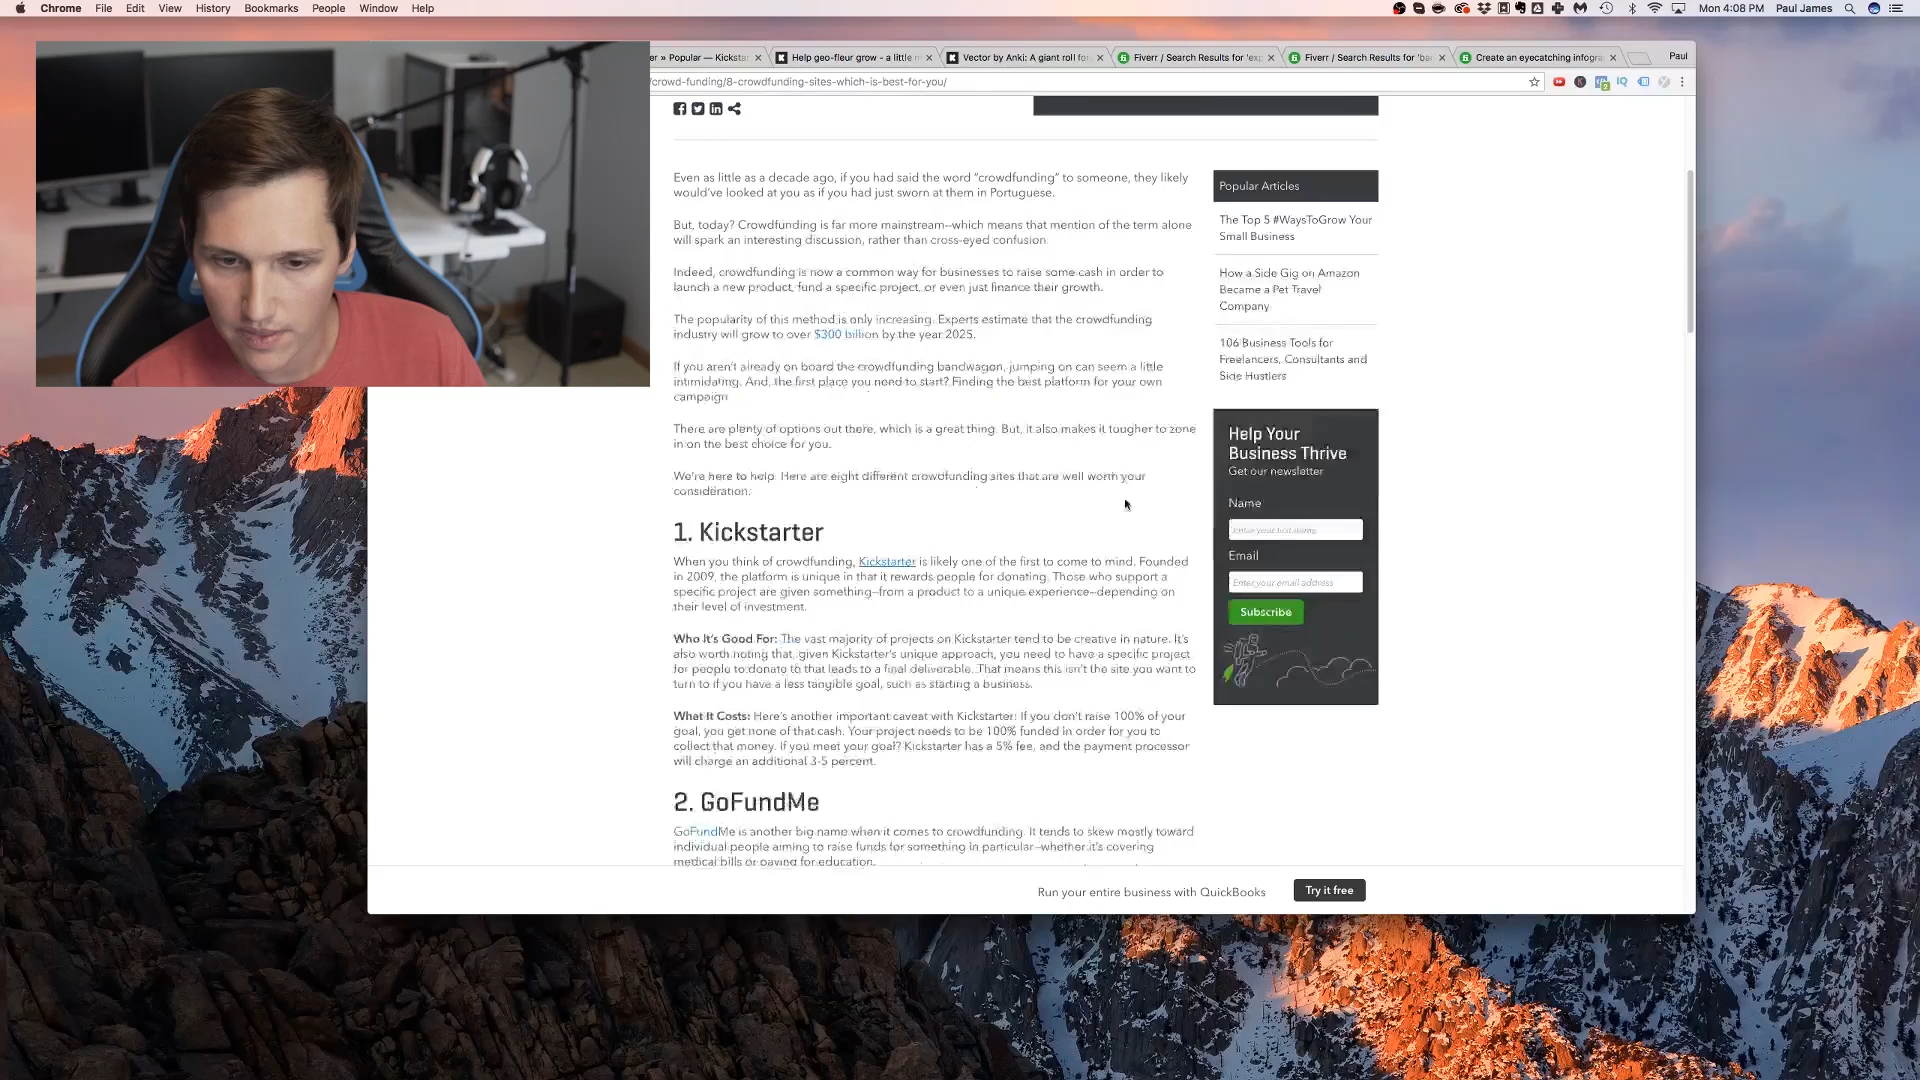 Chrome File Edit View History Bookmarks People Window Help
Mon 4:08 PM Paul James
er » Popular — Kickstar
Help geo-fleur grow - a little m
Vector by Anki: A giant roll for
Fiverr / Search Results for 'exp
Fiverr / Search Results for 'ba
Create an eyecatching infogra
Paul
/crowd-funding/8-crowdfunding-sites-which-is-best-for-you/
Even as little as a decade ago, if you had said the word “crowdfunding” to someone, they likely
would’ve looked at you as if you had just sworn at them in Portuguese.
But, today? Crowdfunding is far more mainstream—which means that mention of the term alone
will spark an interesting discussion, rather than cross-eyed confusion.
Indeed, crowdfunding is now a common way for businesses to raise some cash in order to
launch a new product, fund a specific project, or even just finance their growth.
The popularity of this method is only increasing. Experts estimate that the crowdfunding
industry will grow to over $300 billion by the year 2025.
If you aren’t already on board the crowdfunding bandwagon, jumping on can seem a little
intimidating. And, the first place you need to start? Finding the best platform for your own
campaign
There are plenty of options out there, which is a great thing. But, it also makes it tougher to zone
in on the best choice for you.
We’re here to help. Here are eight different crowdfunding sites that are well worth your
consideration.
1. Kickstarter
When you think of crowdfunding, Kickstarter is likely one of the first to come to mind. Founded
in 2009, the platform is unique in that it rewards people for donating. Those who support a
specific project are given something—from a product to a unique experience—depending on
their level of investment.
Who It’s Good For: The vast majority of projects on Kickstarter tend to be creative in nature. It’s
also worth noting that, given Kickstarter’s unique approach, you need to have a specific project
for people to donate to that leads to a final deliverable. That means this isn’t the site you want to
turn to if you have a less tangible goal, such as starting a business.
What It Costs: Here’s another important caveat with Kickstarter: If you don’t raise 100% of your
goal, you get none of that cash. Your project needs to be 100% funded in order for you to
collect that money. If you meet your goal? Kickstarter has a 5% fee, and the payment processor
will charge an additional 3-5 percent.
2. GoFundMe
GoFundMe is another big name when it comes to crowdfunding. It tends to skew mostly toward
individual people aiming to raise funds for something in particular—whether it’s covering
medical bills or paying for education.
Popular Articles
The Top 5 #WaysToGrow Your
Small Business
How a Side Gig on Amazon
Became a Pet Travel
Company
106 Business Tools for
Freelancers, Consultants and
Side Hustlers
Help Your
Business Thrive
Get our newsletter
Name
Enter your first name
Email
Enter your email address
Subscribe
Run your entire business with QuickBooks
Try it free